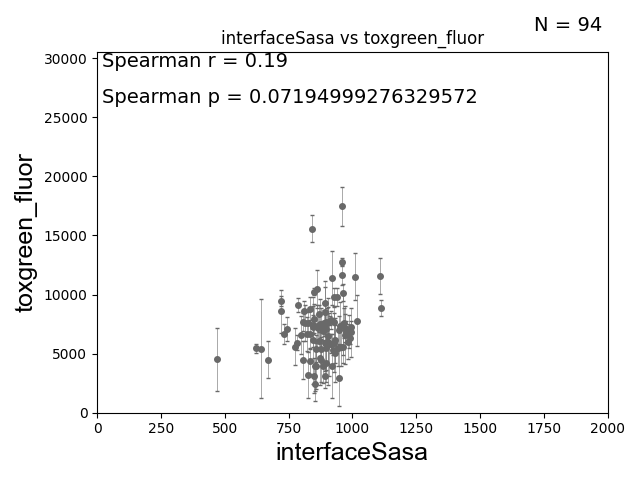 N = 94
interfaceSasa vs toxgreen_fluor
Spearman r = 0.19
Spearman p = 0.07194999276329572
30000
25000
20000
15000
10000
5000
0
toxgreen_fluor
0 250 500 750 1000 1250 1500 1750 2000
interfaceSasa